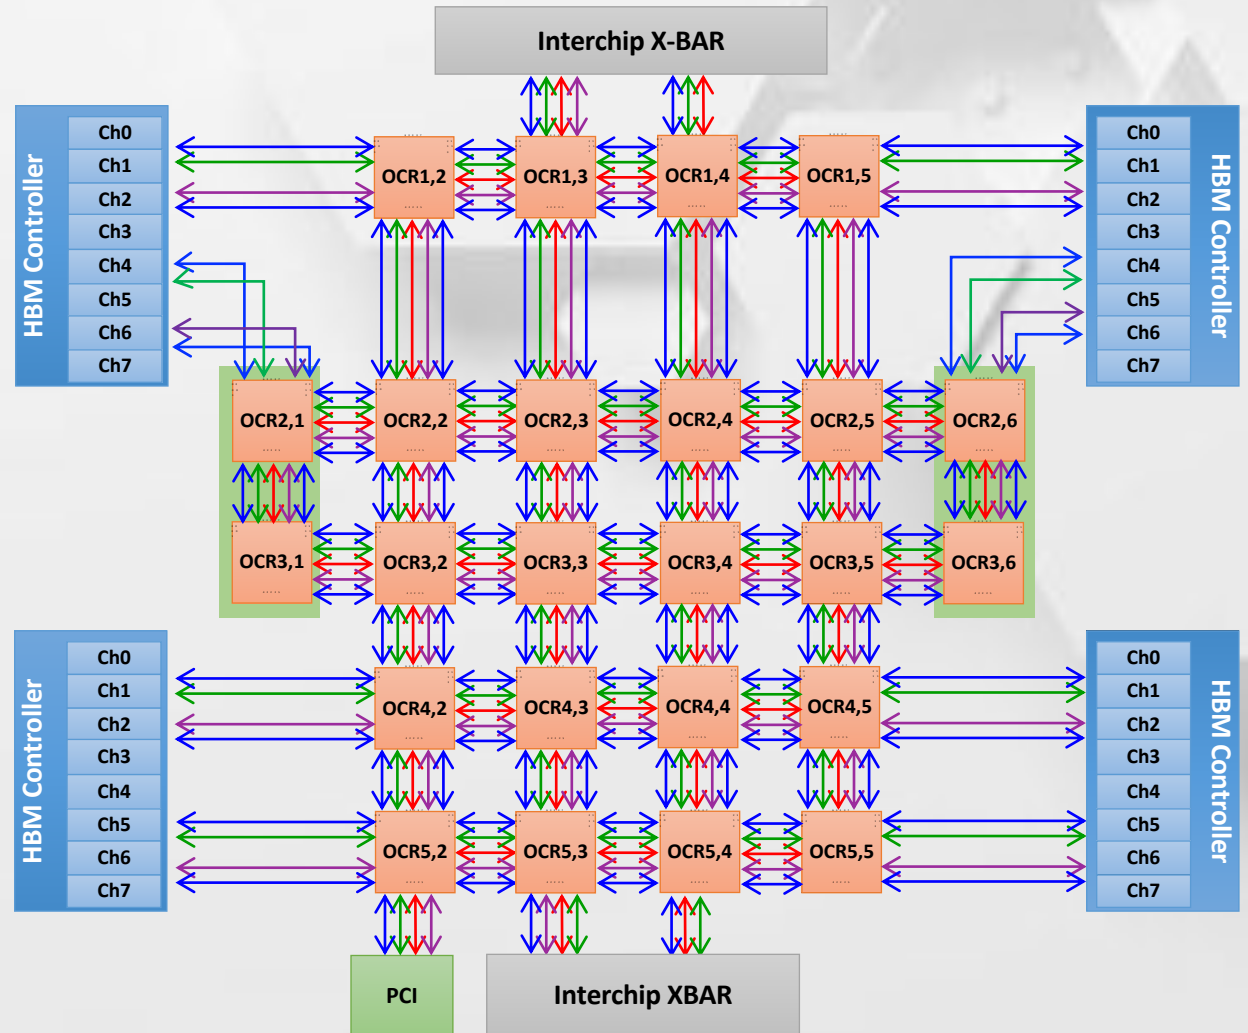 Interchip X-BAR
HBM Controller
Ch0
Ch1
Ch2
Ch3
Ch4
Ch5
Ch6
Ch7
OCR1,2
OCR1,3
OCR1,4
OCR1,5
Ch0
Ch1
Ch2
Ch3
Ch4
Ch5
Ch6
Ch7
HBM Controller
OCR2,1
OCR2,2
OCR2,3
OCR2,4
OCR2,5
OCR2,6
OCR3,1
OCR3,2
OCR3,3
OCR3,4
OCR3,5
OCR3,6
HBM Controller
Ch0
Ch1
Ch2
Ch3
Ch4
Ch5
Ch6
Ch7
OCR4,2
OCR4,3
OCR4,4
OCR4,5
OCR5,2
OCR5,3
OCR5,4
OCR5,5
Ch0
Ch1
Ch2
Ch3
Ch4
Ch5
Ch6
Ch7
HBM Controller
PCI
Interchip XBAR